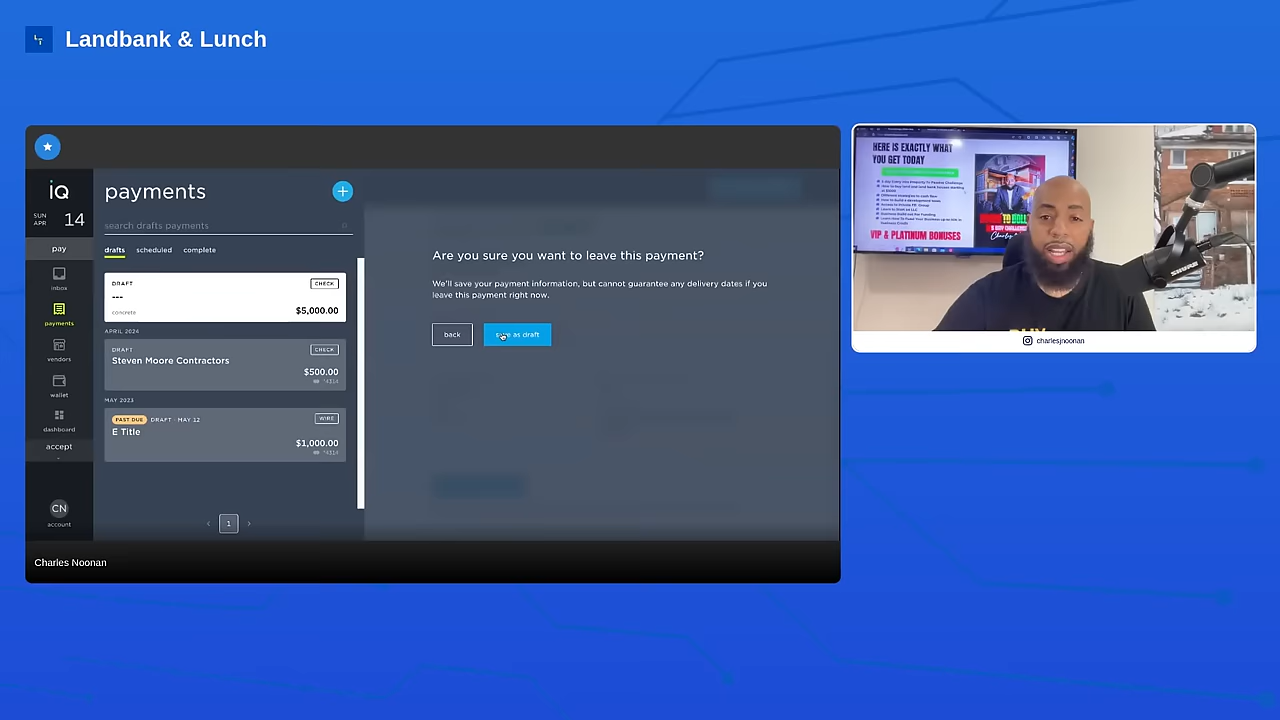 Landbank & Lunch
iQ
SUN
APR
14
pay
inbox
payments
vendors
wallet
dashboard
accept
CN
account
payments
search drafts payments
drafts scheduled complete
DRAFT CHECK
---
concrete $5,000.00
APRIL 2024
DRAFT CHECK
Steven Moore Contractors
$500.00
*4314
MAY 2023
PAST DUE DRAFT - MAY 12 WIRE
E Title
$1,000.00
*4314
1
Are you sure you want to leave this payment?
We'll save your payment information, but cannot guarantee any delivery dates if you
leave this payment right now.
back
save as draft
Charles Noonan
HERE IS EXACTLY WHAT
YOU GET TODAY
VIP & PLATINUM BONUSES
SHURE
charlesjnoonan